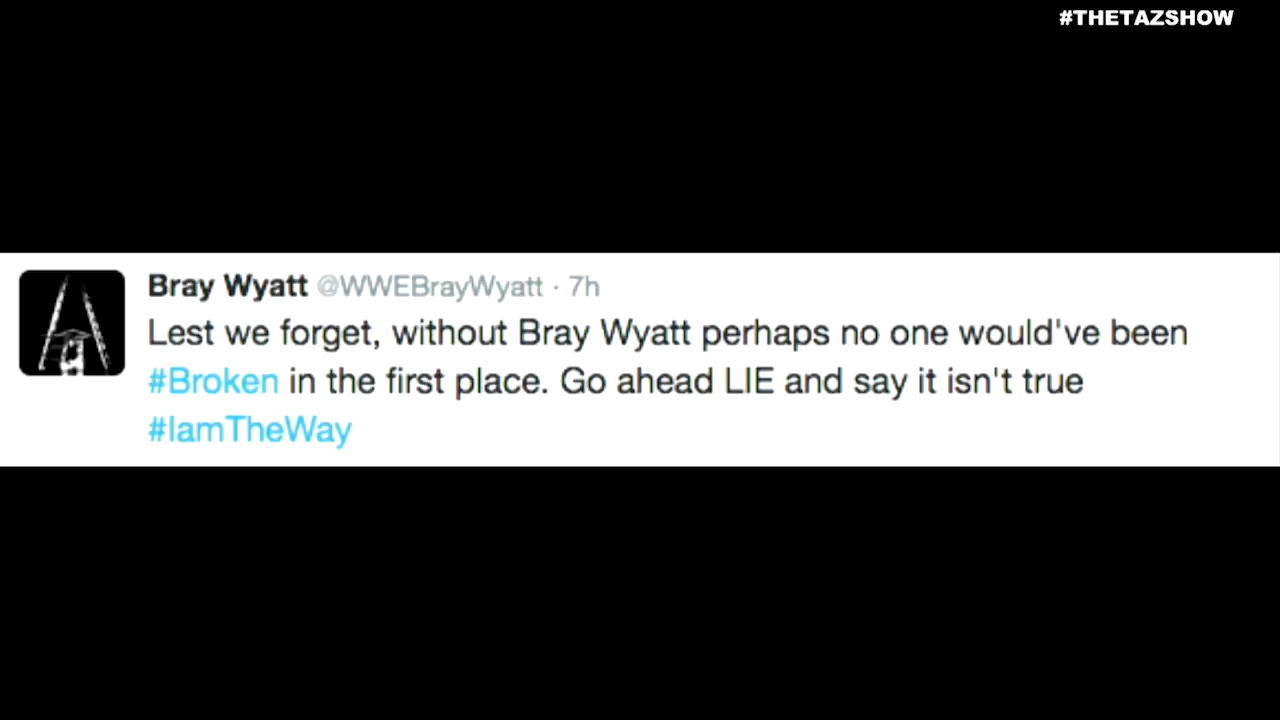 #THETAZSHOW
Bray Wyatt @WWEBrayWyatt · 7h
Lest we forget, without Bray Wyatt perhaps no one would've been
#Broken in the first place. Go ahead LIE and say it isn't true
#IamTheWay